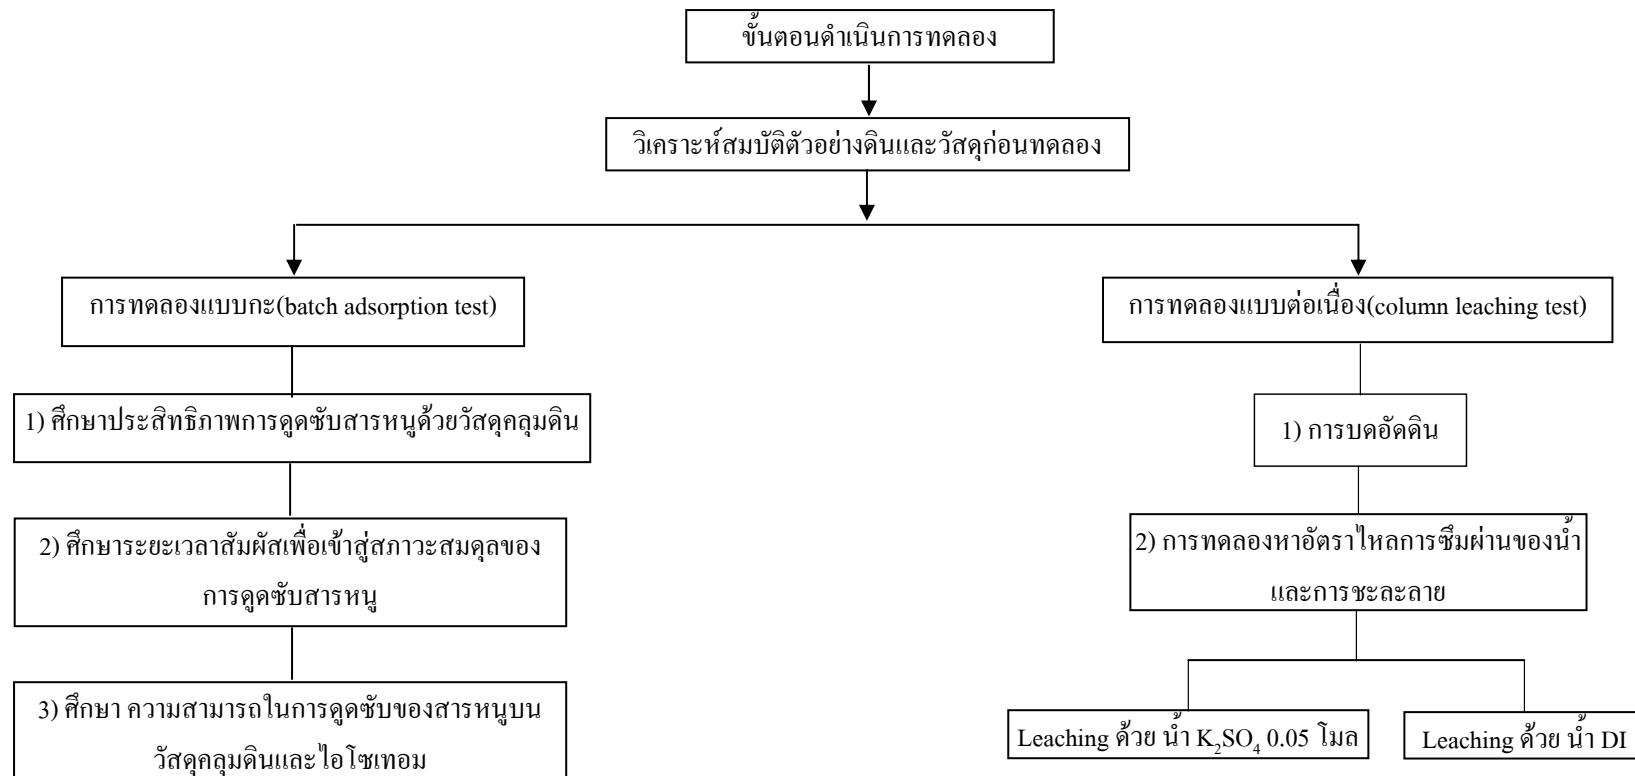 ขั้นตอนดำเนินการทดลอง
วิเคราะห์สมบัติตัวอย่างดินและวัสดุก่อนทดลอง
การทดลองแบบกะ(batch adsorption test)
1) ศึกษาประสิทธิภาพการดูดซับสารหนูด้วยวัสดุคลุมดิน
2) ศึกษาระยะเวลาสัมผัสเพื่อเข้าสู่สภาวะสมดุลของ
การดูดซับสารหนู
3) ศึกษา ความสามารถในการดูดซับของสารหนูบน
วัสดุคลุมดินและไอโซเทอม
การทดลองแบบต่อเนื่อง(column leaching test)
1) การบดอัดดิน
2) การทดลองหาอัตราไหลการซึมผ่านของน้ำ
และการชะละลาย
Leaching ด้วย น้ำ K₂SO₄ 0.05 โมล
Leaching ด้วย น้ำ DI